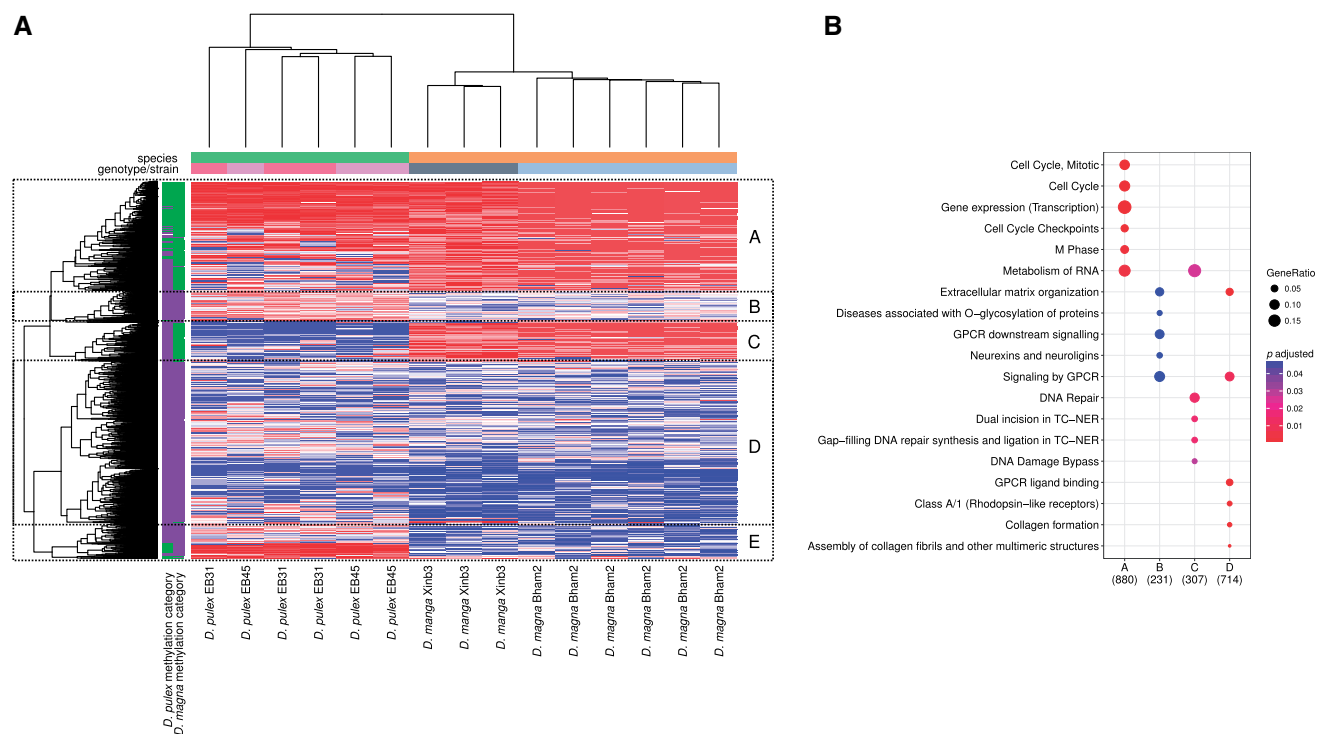 A
species
genotype/strain
A
B
C
D
E
D. pulex methylation category
D. magna methylation category
D. pulex EB31
D. pulex EB45
D. pulex EB31
D. pulex EB31
D. pulex EB45
D. pulex EB45
D. manga Xinb3
D. manga Xinb3
D. manga Xinb3
D. magna Bham2
D. magna Bham2
D. magna Bham2
D. magna Bham2
D. magna Bham2
D. magna Bham2
B
Cell Cycle, Mitotic
Cell Cycle
Gene expression (Transcription)
Cell Cycle Checkpoints
M Phase
Metabolism of RNA
Extracellular matrix organization
Diseases associated with O−glycosylation of proteins
GPCR downstream signalling
Neurexins and neuroligins
Signaling by GPCR
DNA Repair
Dual incision in TC−NER
Gap−filling DNA repair synthesis and ligation in TC−NER
DNA Damage Bypass
GPCR ligand binding
Class A/1 (Rhodopsin−like receptors)
Collagen formation
Assembly of collagen fibrils and other multimeric structures
A B C D
(880) (231) (307) (714)
GeneRatio
0.05
0.10
0.15
p adjusted
0.04
0.03
0.02
0.01